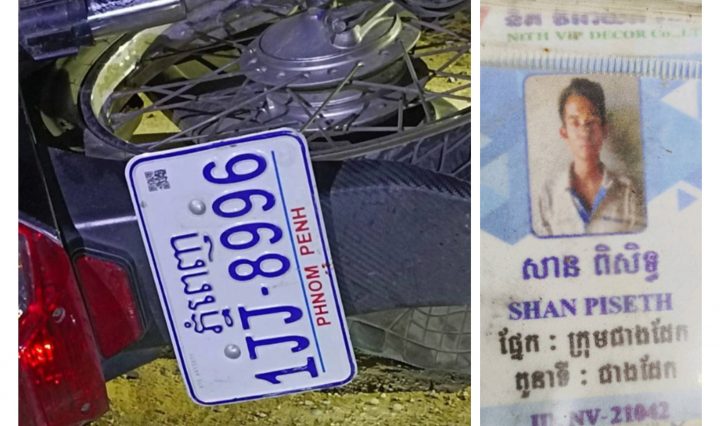 ភ្នំពេញ
1JJ-8996
PHNOM PENH
NITH VIP DECOR Co.,LT
សាន ពិសិទ្ធ
SHAN PISETH
ផ្នែក : ក្រុមជាងដែក
តួនាទី : ជាងដែក
ID NV-21042